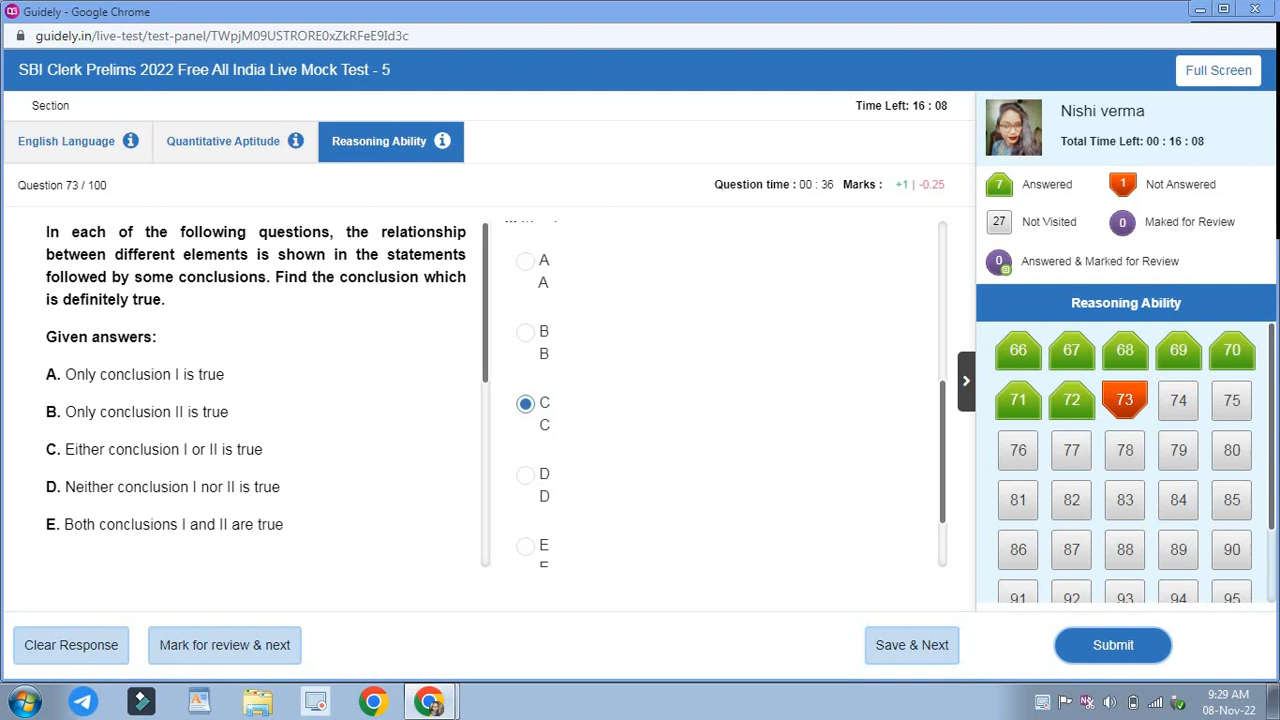 Guidely - Google Chrome
guidely.in/live-test/test-panel/TWpjM09USTRORE0xZkRFeE9Id3c
SBI Clerk Prelims 2022 Free All India Live Mock Test - 5
Full Screen
Section
Time Left: 16 : 08
English Language
Quantitative Aptitude
Reasoning Ability
Nishi verma
Total Time Left: 00 : 16 : 08
Question 73 / 100
Question time : 00 : 36
Marks : +1 | -0.25
7 Answered
1 Not Answered
27 Not Visited
0 Maked for Review
0 Answered & Marked for Review
In each of the following questions, the relationship
between different elements is shown in the statements
followed by some conclusions. Find the conclusion which
is definitely true.
Given answers:
A. Only conclusion I is true
B. Only conclusion II is true
C. Either conclusion I or II is true
D. Neither conclusion I nor II is true
E. Both conclusions I and II are true
A
A
B
B
C
C
D
D
E
Reasoning Ability
66 67 68 69 70
71 72 73 74 75
76 77 78 79 80
81 82 83 84 85
86 87 88 89 90
91 92 93 94 95
Clear Response
Mark for review & next
Save & Next
Submit
9:29 AM
08-Nov-22